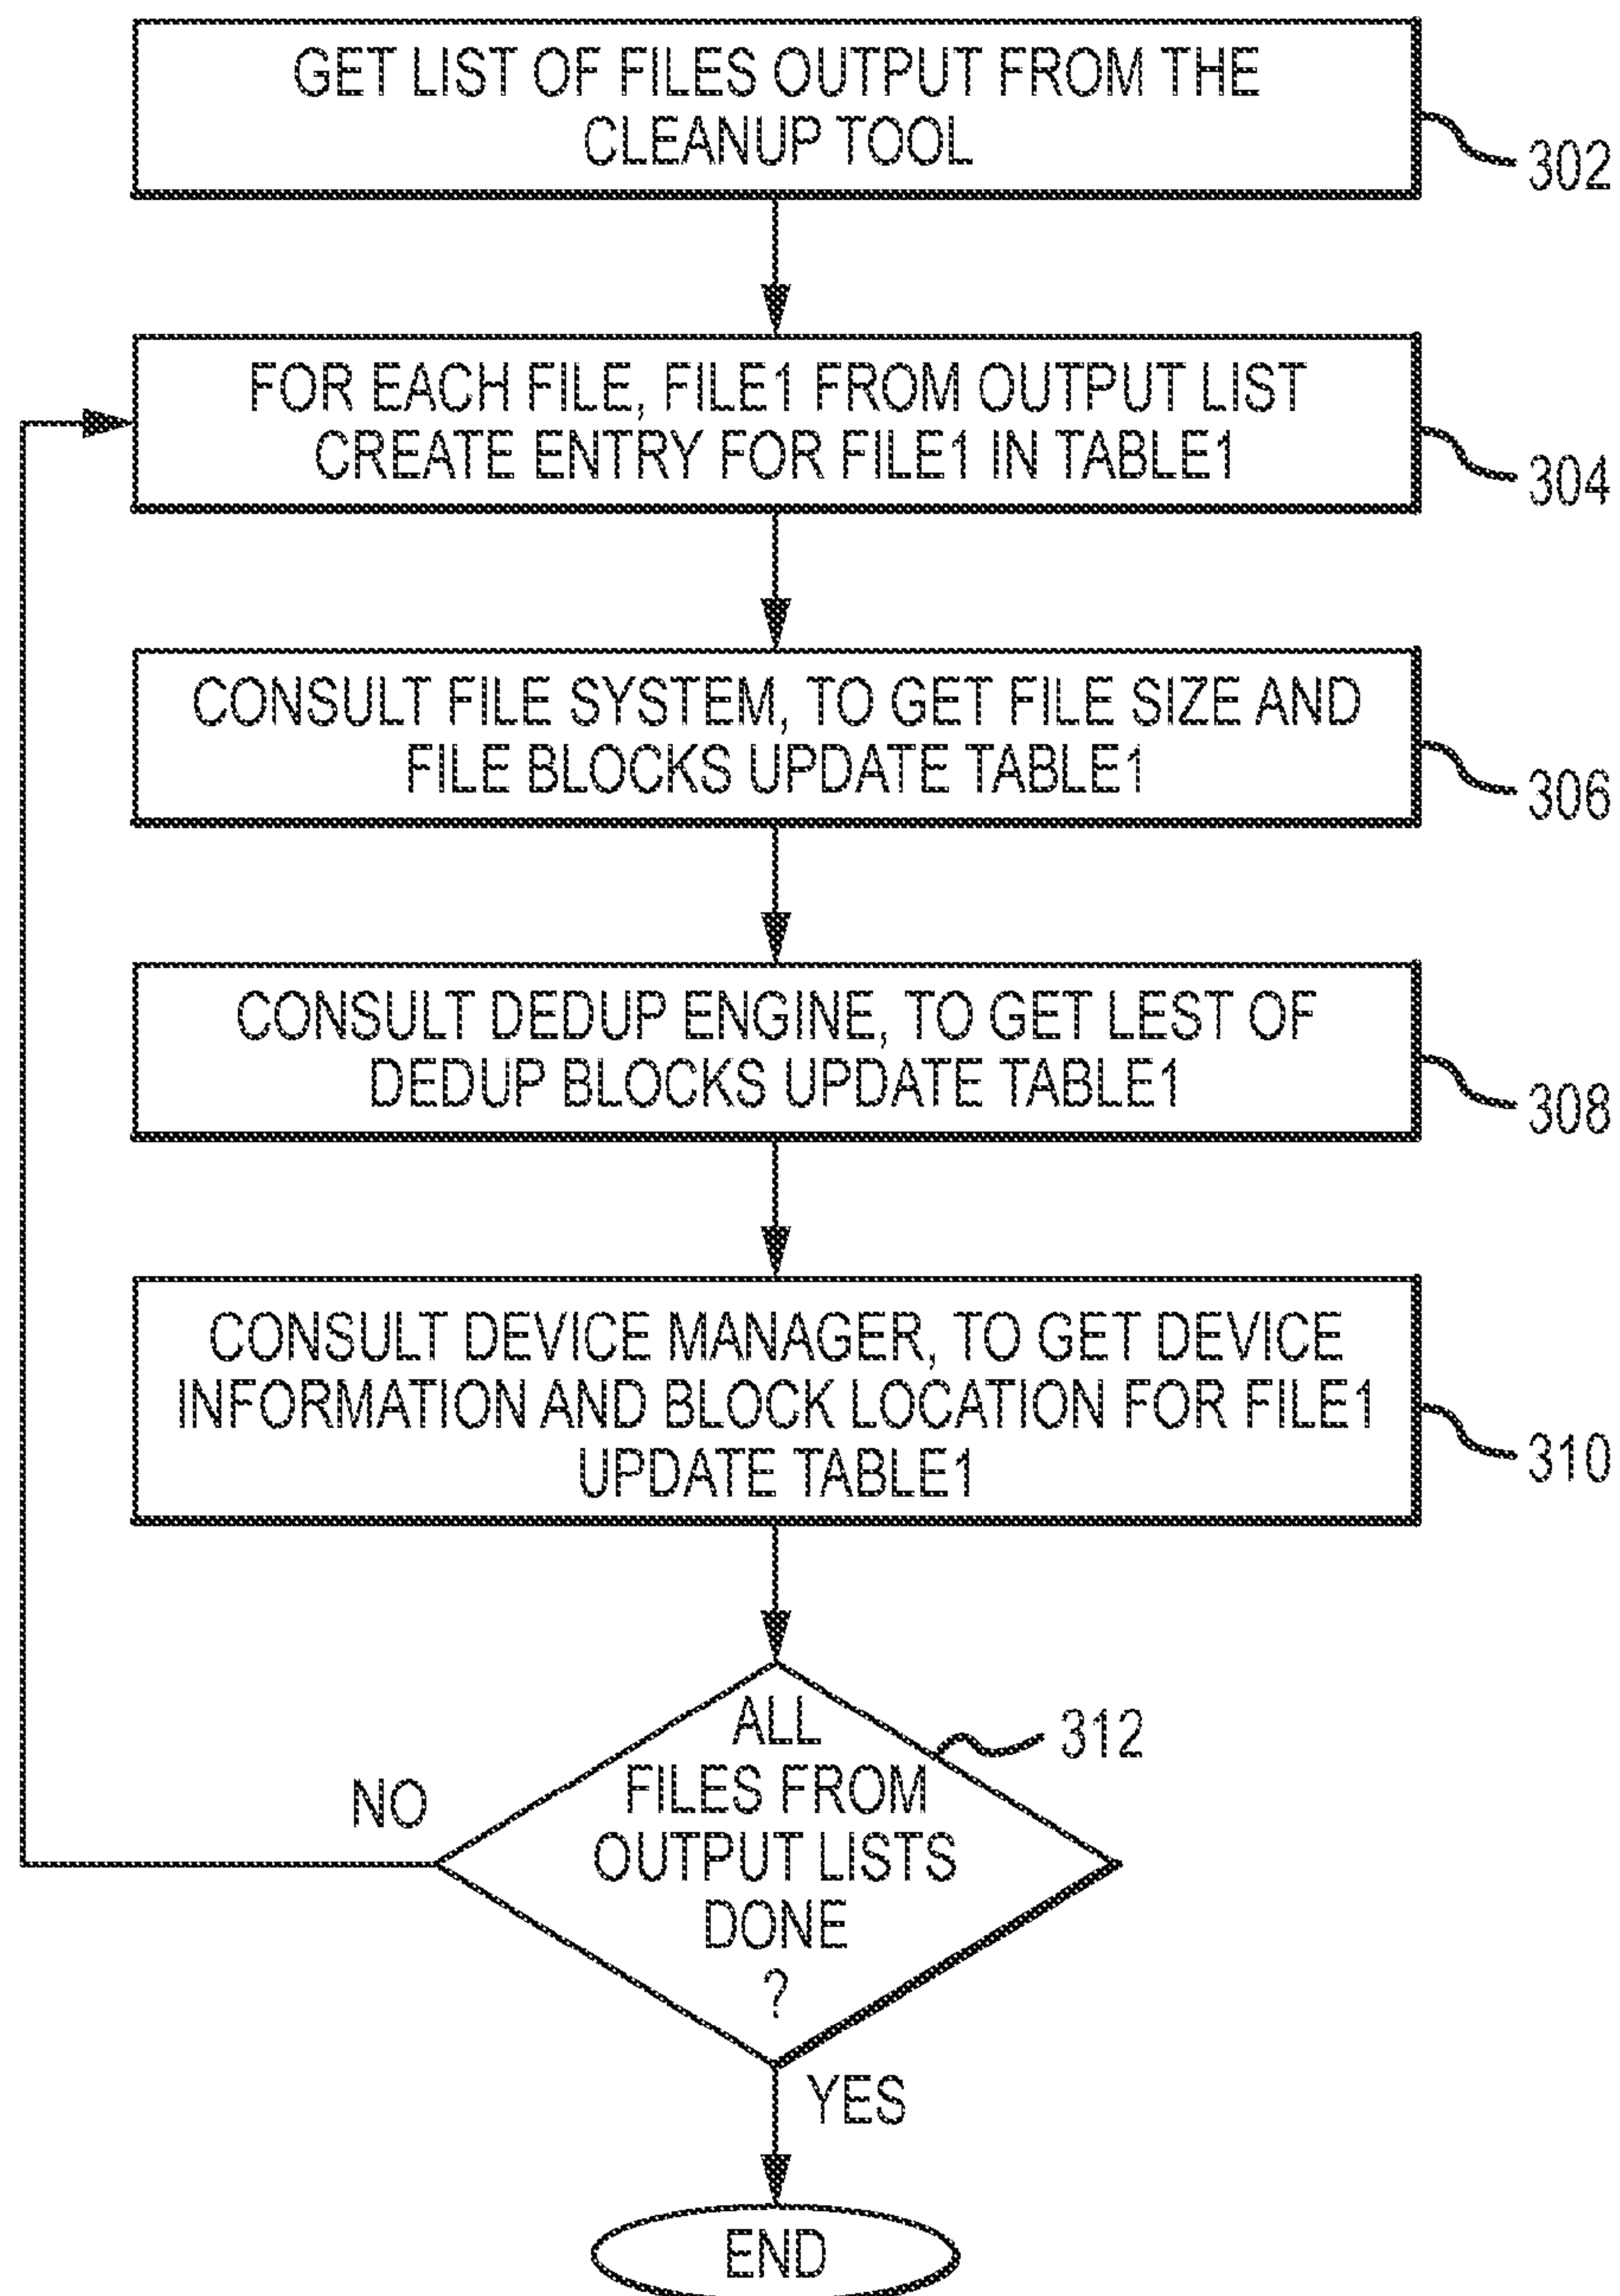 GET LIST OF FILES OUTPUT FROM THE
CLEANUP TOOL
302
FOR EACH FILE, FILE1 FROM OUTPUT LIST
CREATE ENTRY FOR FILE1 IN TABLE1
304
CONSULT FILE SYSTEM, TO GET FILE SIZE AND
FILE BLOCKS UPDATE TABLE1
306
CONSULT DEDUP ENGINE, TO GET LEST OF
DEDUP BLOCKS UPDATE TABLE1
308
CONSULT DEVICE MANAGER, TO GET DEVICE
INFORMATION AND BLOCK LOCATION FOR FILE1
UPDATE TABLE1
310
ALL
FILES FROM
OUTPUT LISTS
DONE
?
312
NO
YES
END